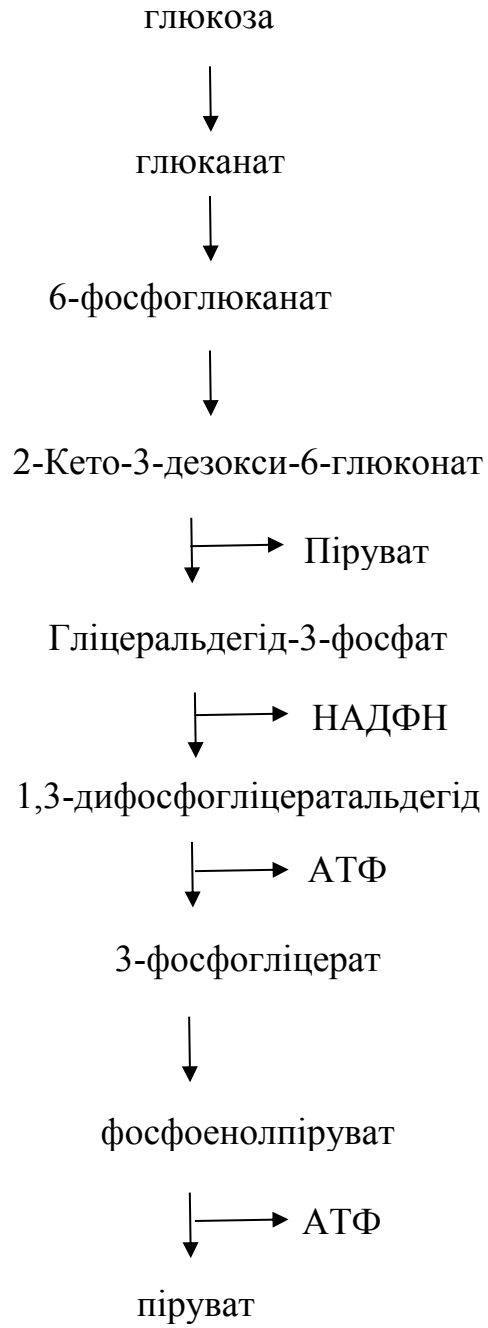 глюкоза
глюканат
6-фосфоглюканат
2-Кето-3-дезокси-6-глюконат
Піруват
Гліцеральдегід-3-фосфат
НАДФН
1,3-дифосфогліцератальдегід
АТФ
3-фосфогліцерат
фосфоенолпіруват
АТФ
піруват